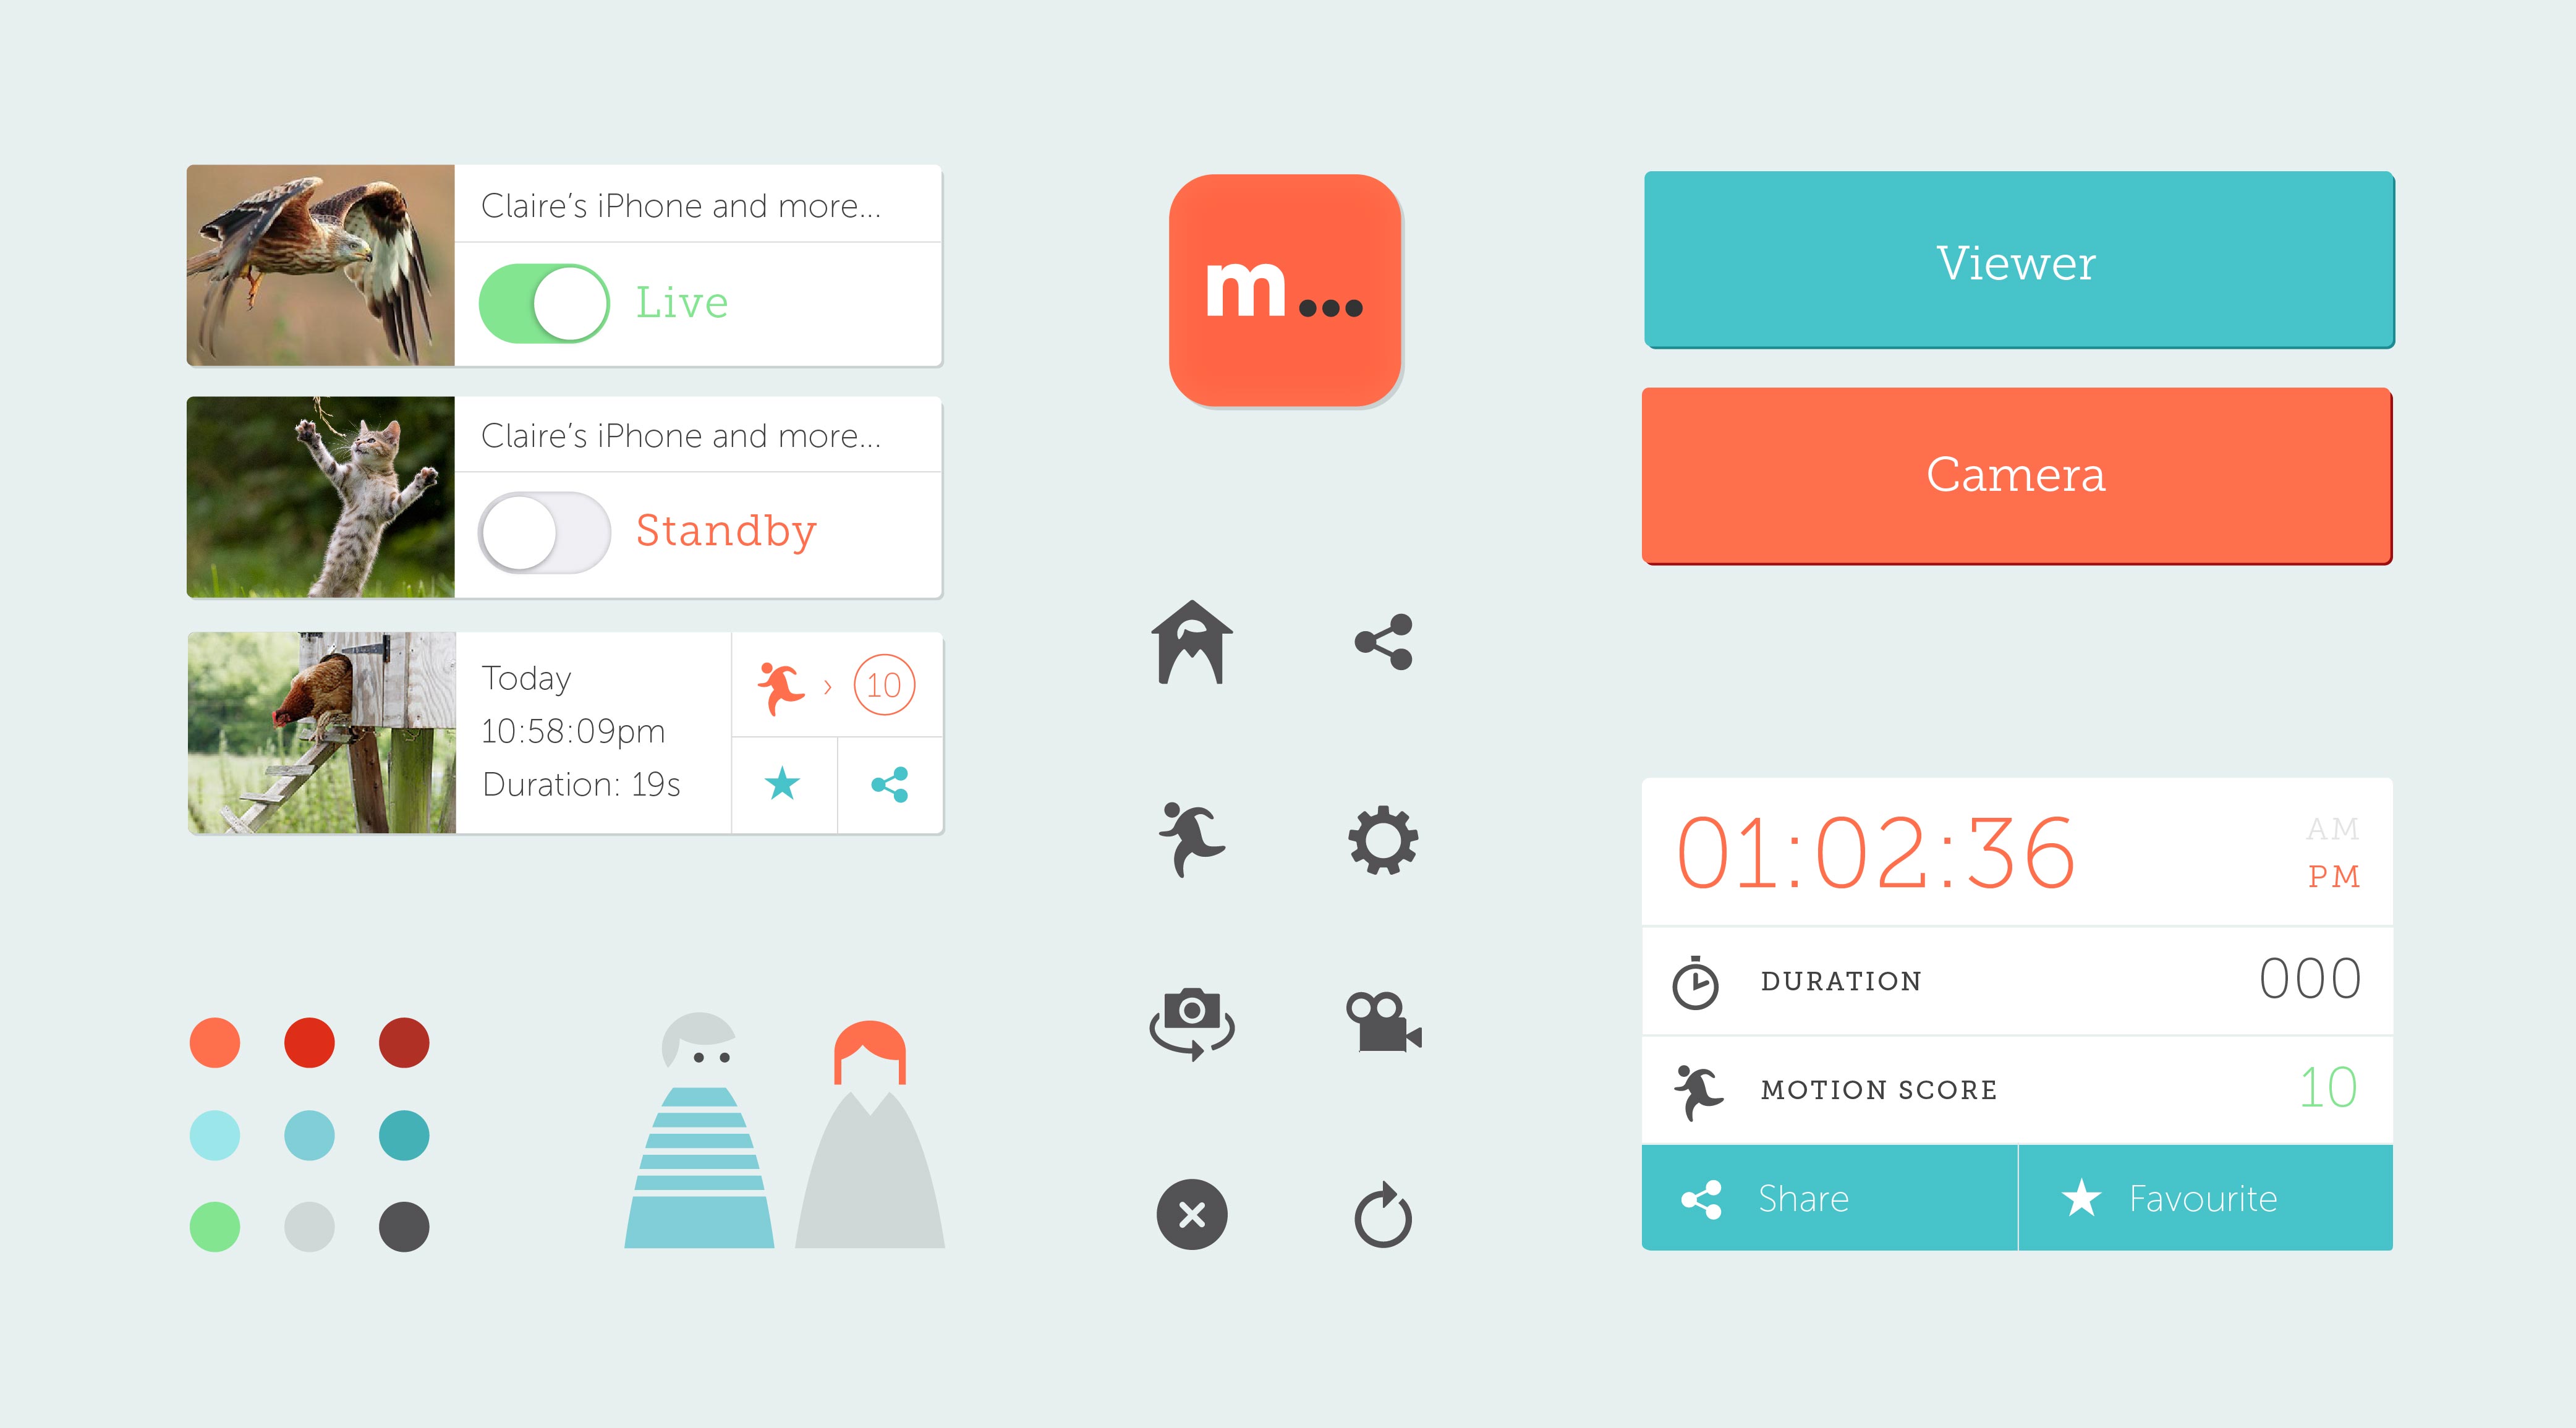 Claire’s iPhone and more...
Live
Claire’s iPhone and more...
Standby
Today
10:58:09pm
Duration: 19s
10
m...
Viewer
Camera
01:02:36
AM
PM
DURATION
000
MOTION SCORE
10
Share
Favourite